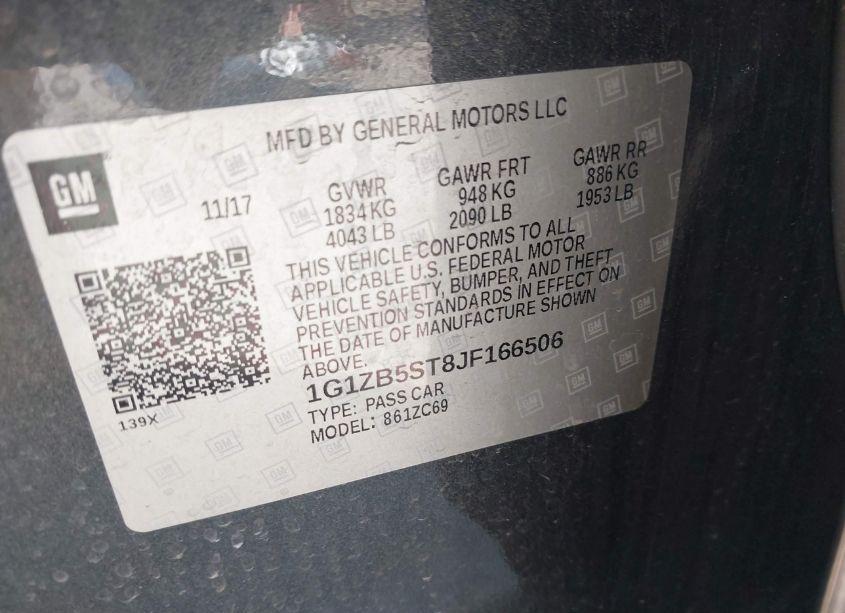 MFD BY GENERAL MOTORS LLC
GM
11/17
GVWR
1834 KG
4043 LB
GAWR FRT
948 KG
2090 LB
GAWR RR
886 KG
1953 LB
THIS VEHICLE CONFORMS TO ALL
APPLICABLE U.S. FEDERAL MOTOR
VEHICLE SAFETY, BUMPER, AND THEFT
PREVENTION STANDARDS IN EFFECT ON
THE DATE OF MANUFACTURE SHOWN
ABOVE.
1G1ZB5ST8JF166506
TYPE: PASS CAR
MODEL: 861ZC69
139X